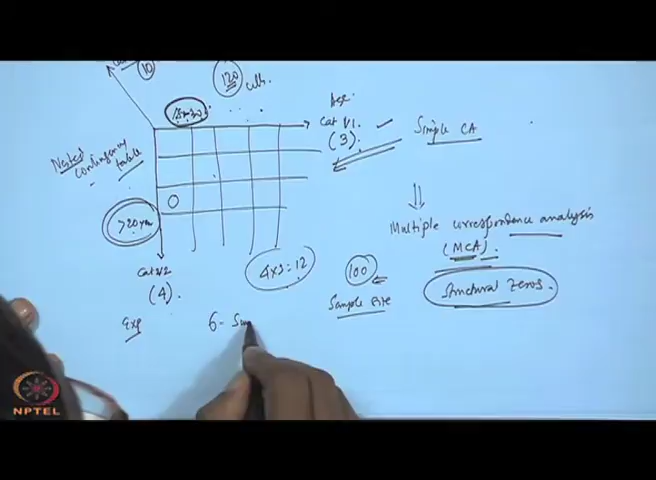 10
120 cells
Age
Cat V1.
(3).
Simple CA
Nested
contingency
table
0
>20 yrs
Multiple correspondence analysis
(MCA).
4x3=12
100
Sample size
Structural Zeros.
Cat V2
(4).
Exp
6-
NPTEL